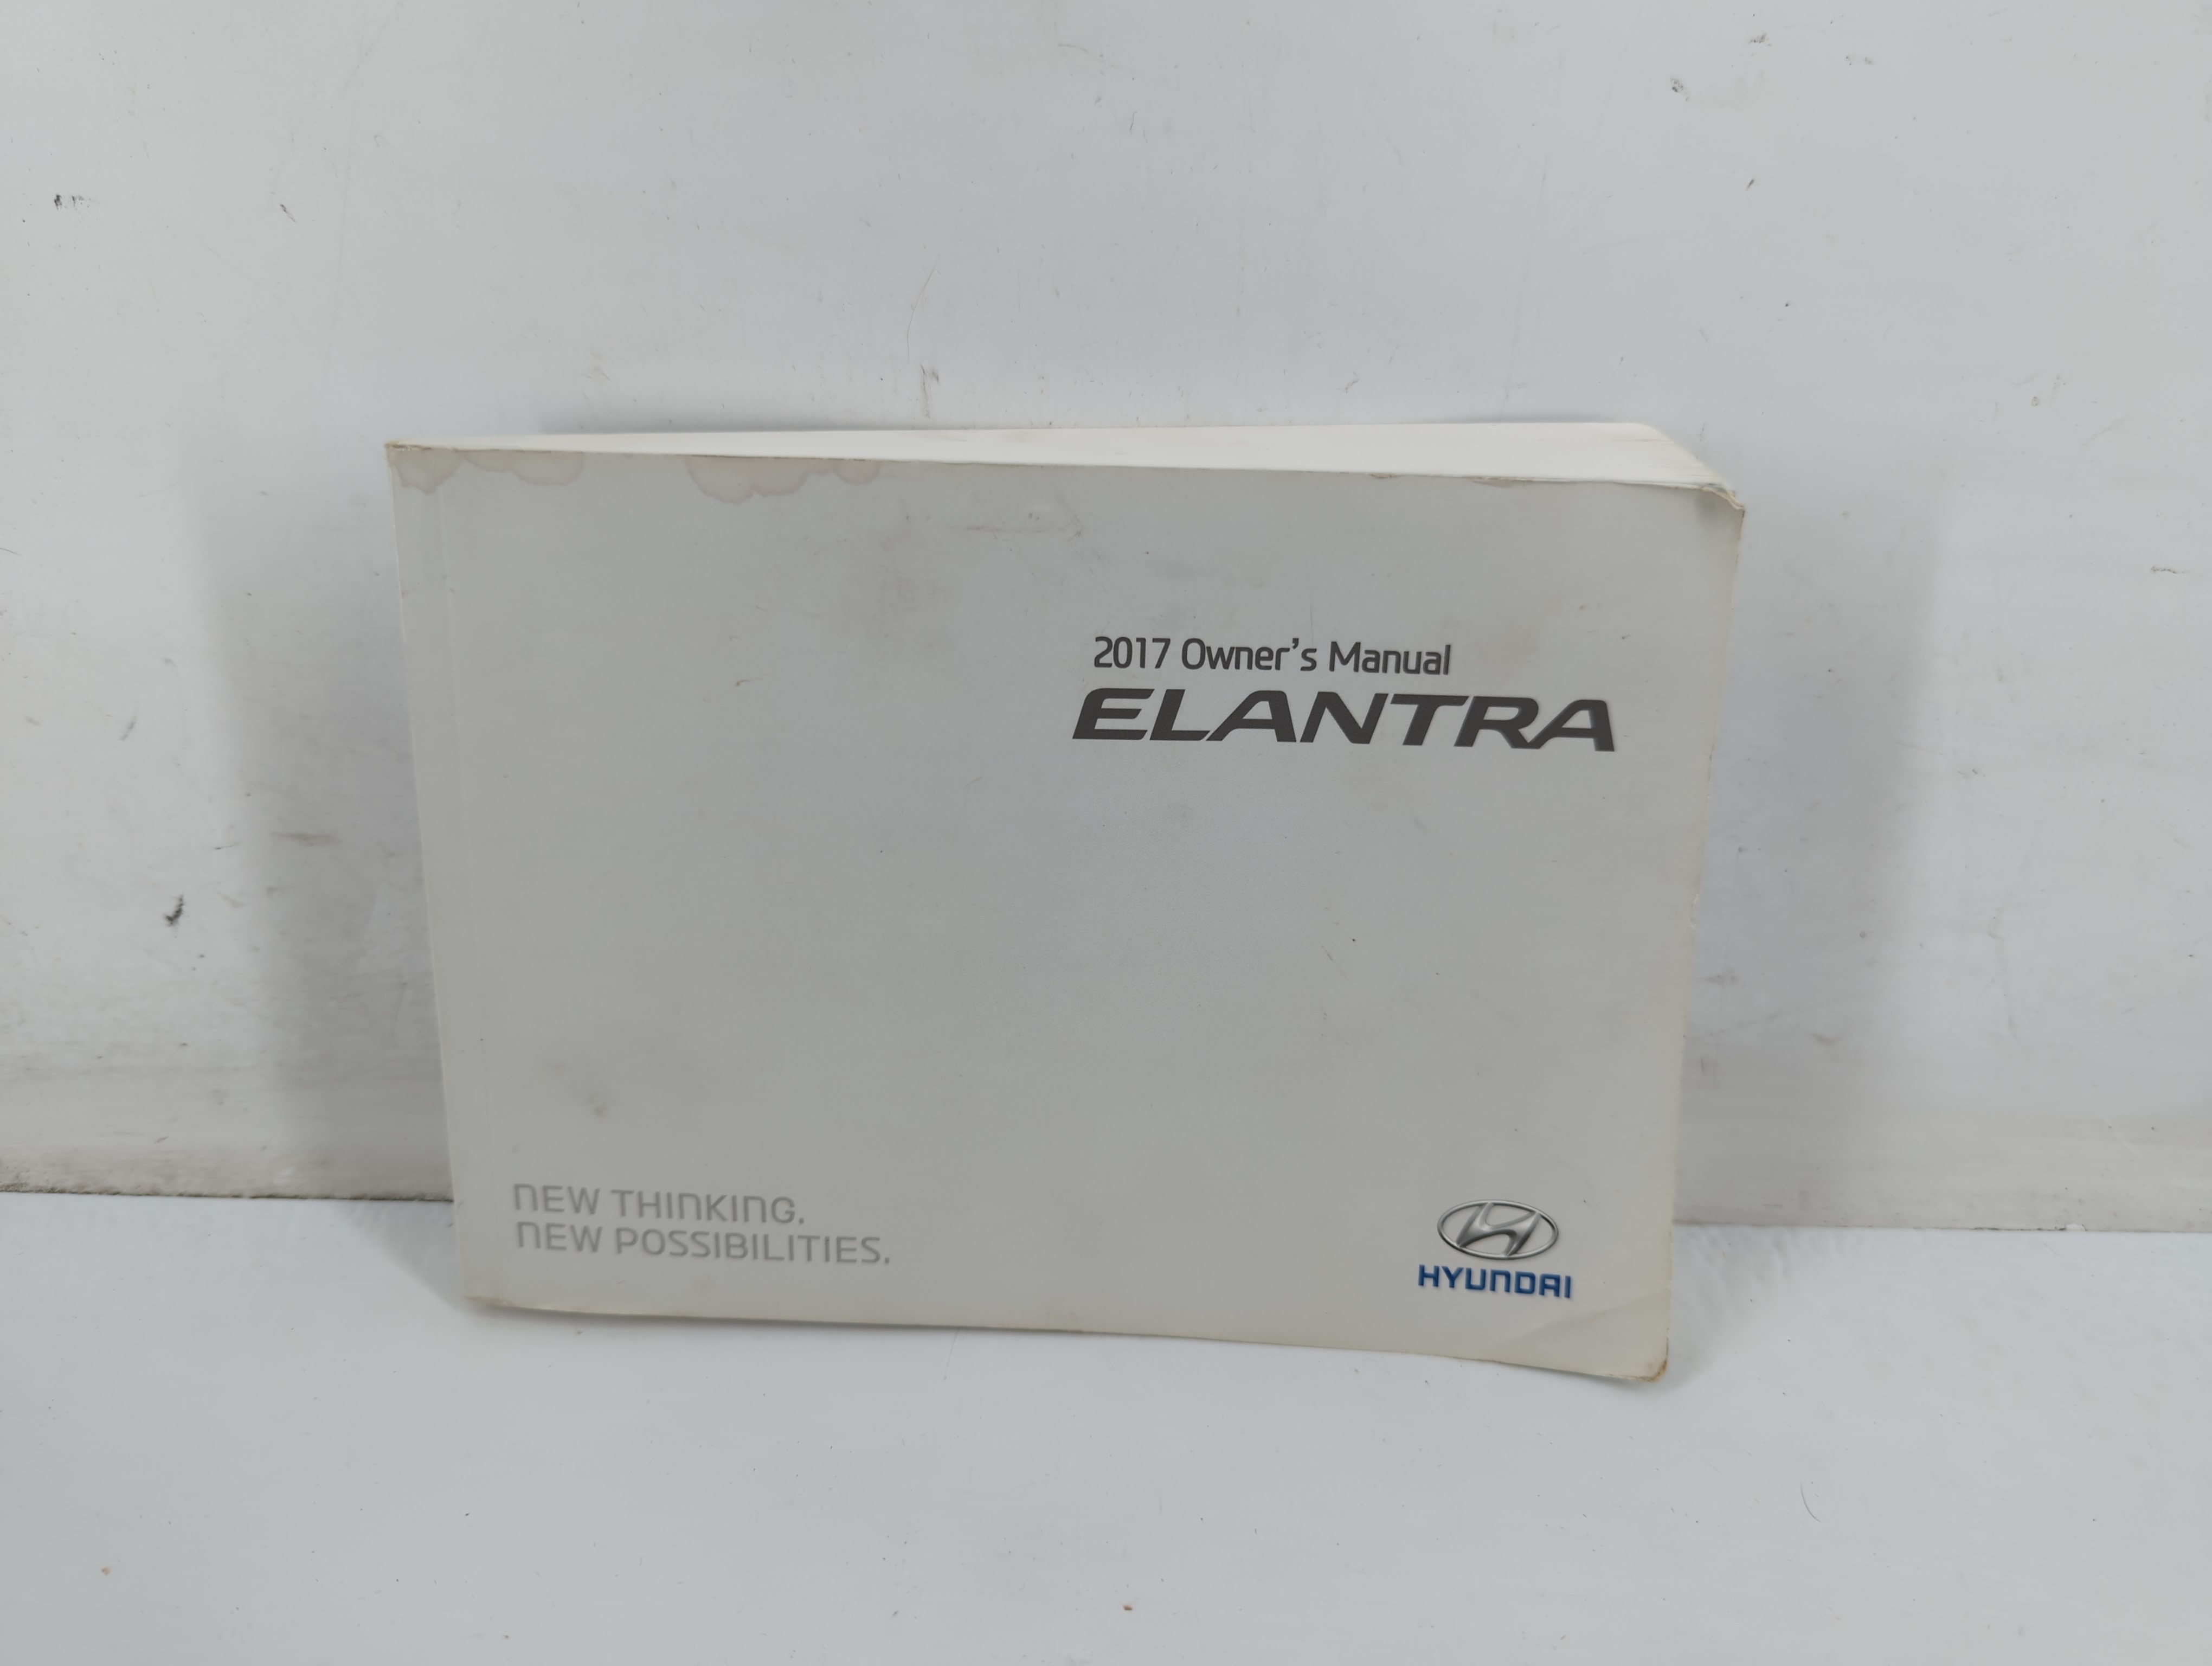 2017 Owner's Manual
ELANTRA
NEW THINKING.
NEW POSSIBILITIES.
HYUNDAI